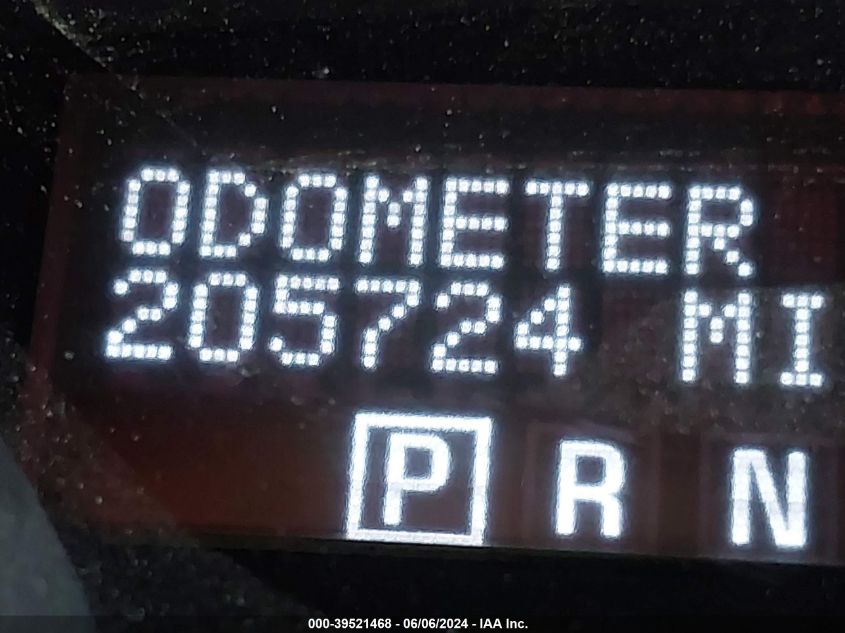 ODOMETER
205724 MI
P R N
000-39521468 - 06/06/2024 - IAA Inc.